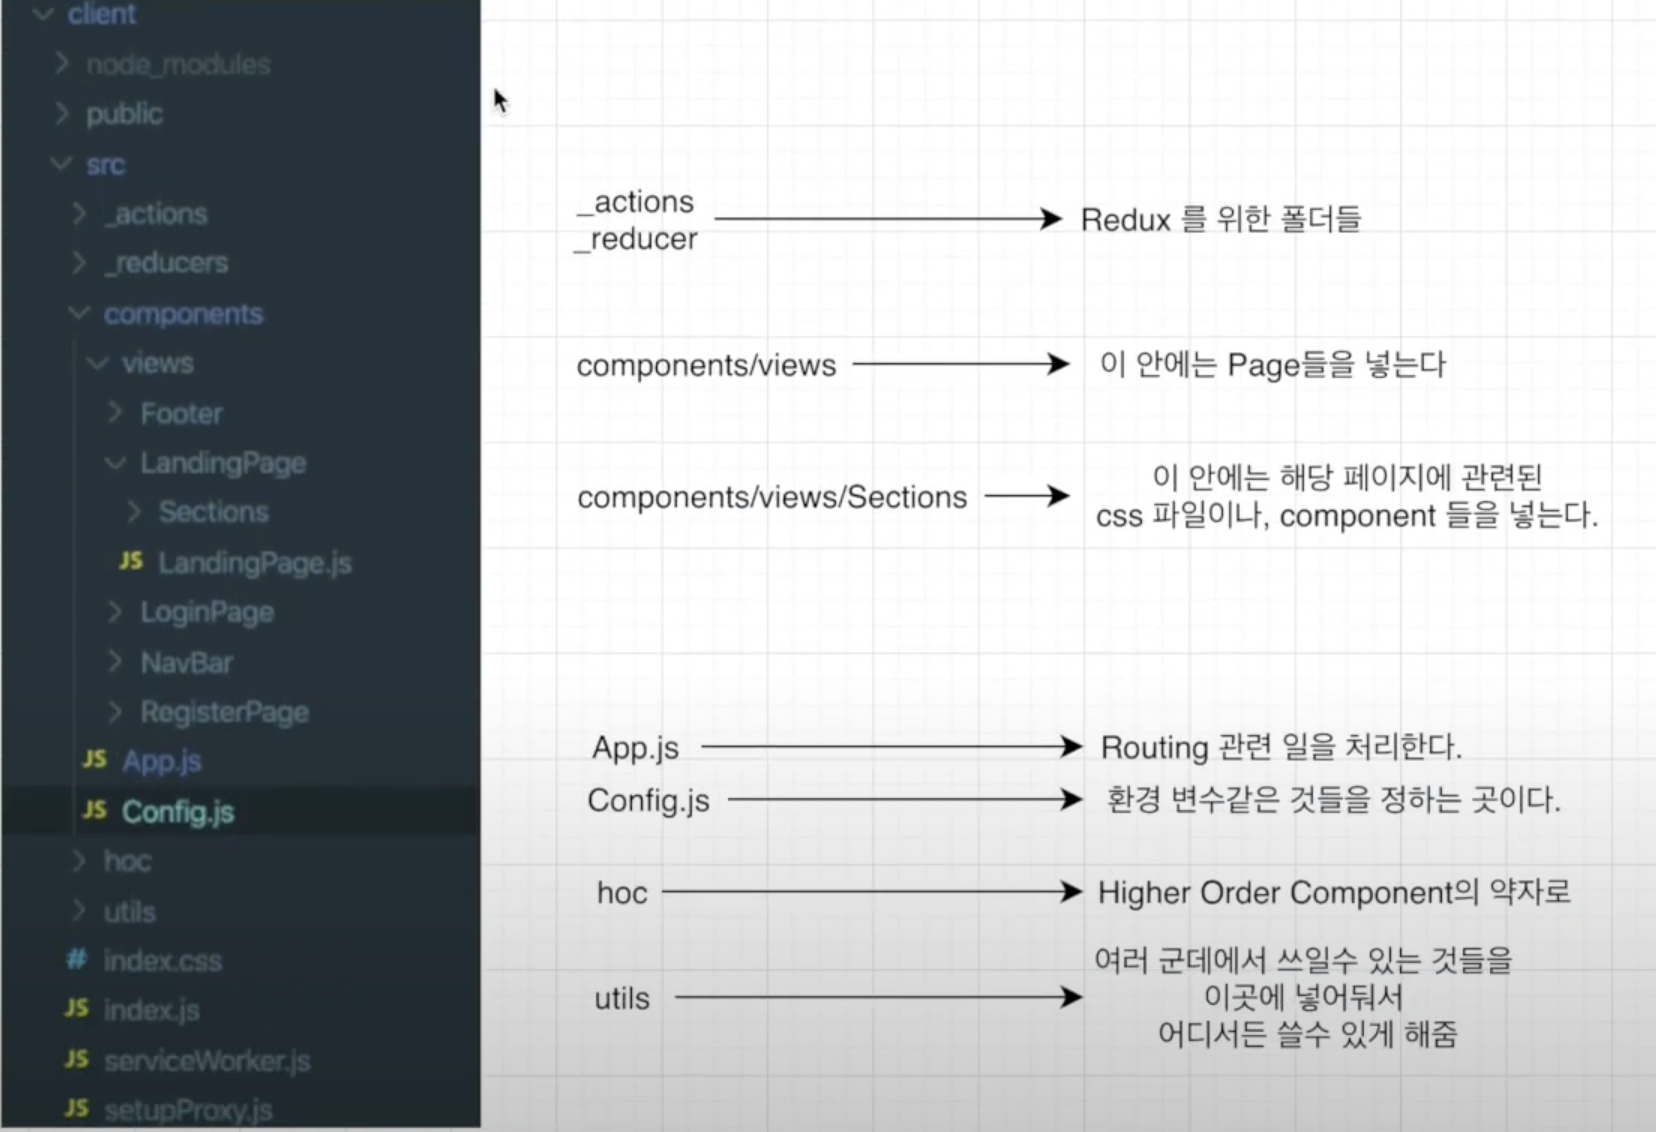 client
node_modules
public
src
_actions
_reducers
components
views
Footer
LandingPage
Sections
JS LandingPage.js
LoginPage
NavBar
RegisterPage
JS App.js
JS Config.js
hoc
utils
# index.css
JS index.js
JS serviceWorker.js
JS setupProxy.js
_actions
_reducer
Redux 를 위한 폴더들
components/views
이 안에는 Page들을 넣는다
components/views/Sections
이 안에는 해당 페이지에 관련된
css 파일이나, component 들을 넣는다.
App.js
Routing 관련 일을 처리한다.
Config.js
환경 변수같은 것들을 정하는 곳이다.
hoc
Higher Order Component의 약자로
utils
여러 군데에서 쓰일수 있는 것들을
이곳에 넣어둬서
어디서든 쓸수 있게 해줌